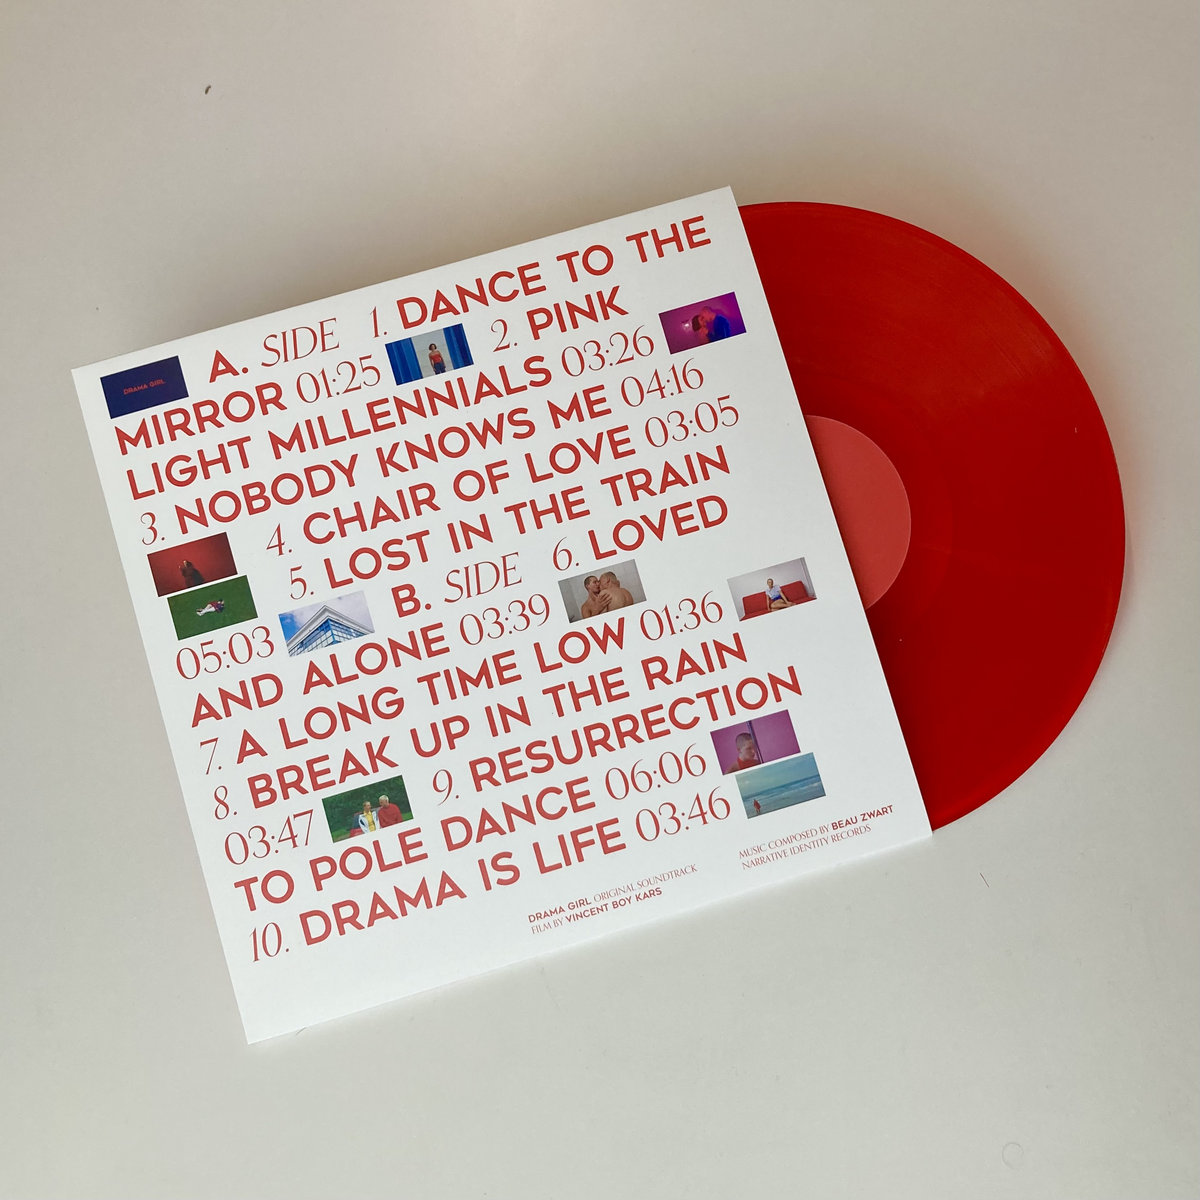 DRAMA GIRL
A. SIDE 1. DANCE TO THE
MIRROR 01:25 2. PINK
LIGHT MILLENNIALS 03:26
3. NOBODY KNOWS ME 04:16
4. CHAIR OF LOVE 03:05
5. LOST IN THE TRAIN
05:03 B. SIDE 6. LOVED
AND ALONE 03:39
7. A LONG TIME LOW 01:36
8. BREAK UP IN THE RAIN
03:47 9. RESURRECTION
TO POLE DANCE 06:06
10. DRAMA IS LIFE 03:46
DRAMA GIRL ORIGINAL SOUNDTRACK
FILM BY VINCENT BOY KARS
MUSIC COMPOSED BY BEAU ZWART
NARRATIVE IDENTITY RECORDS